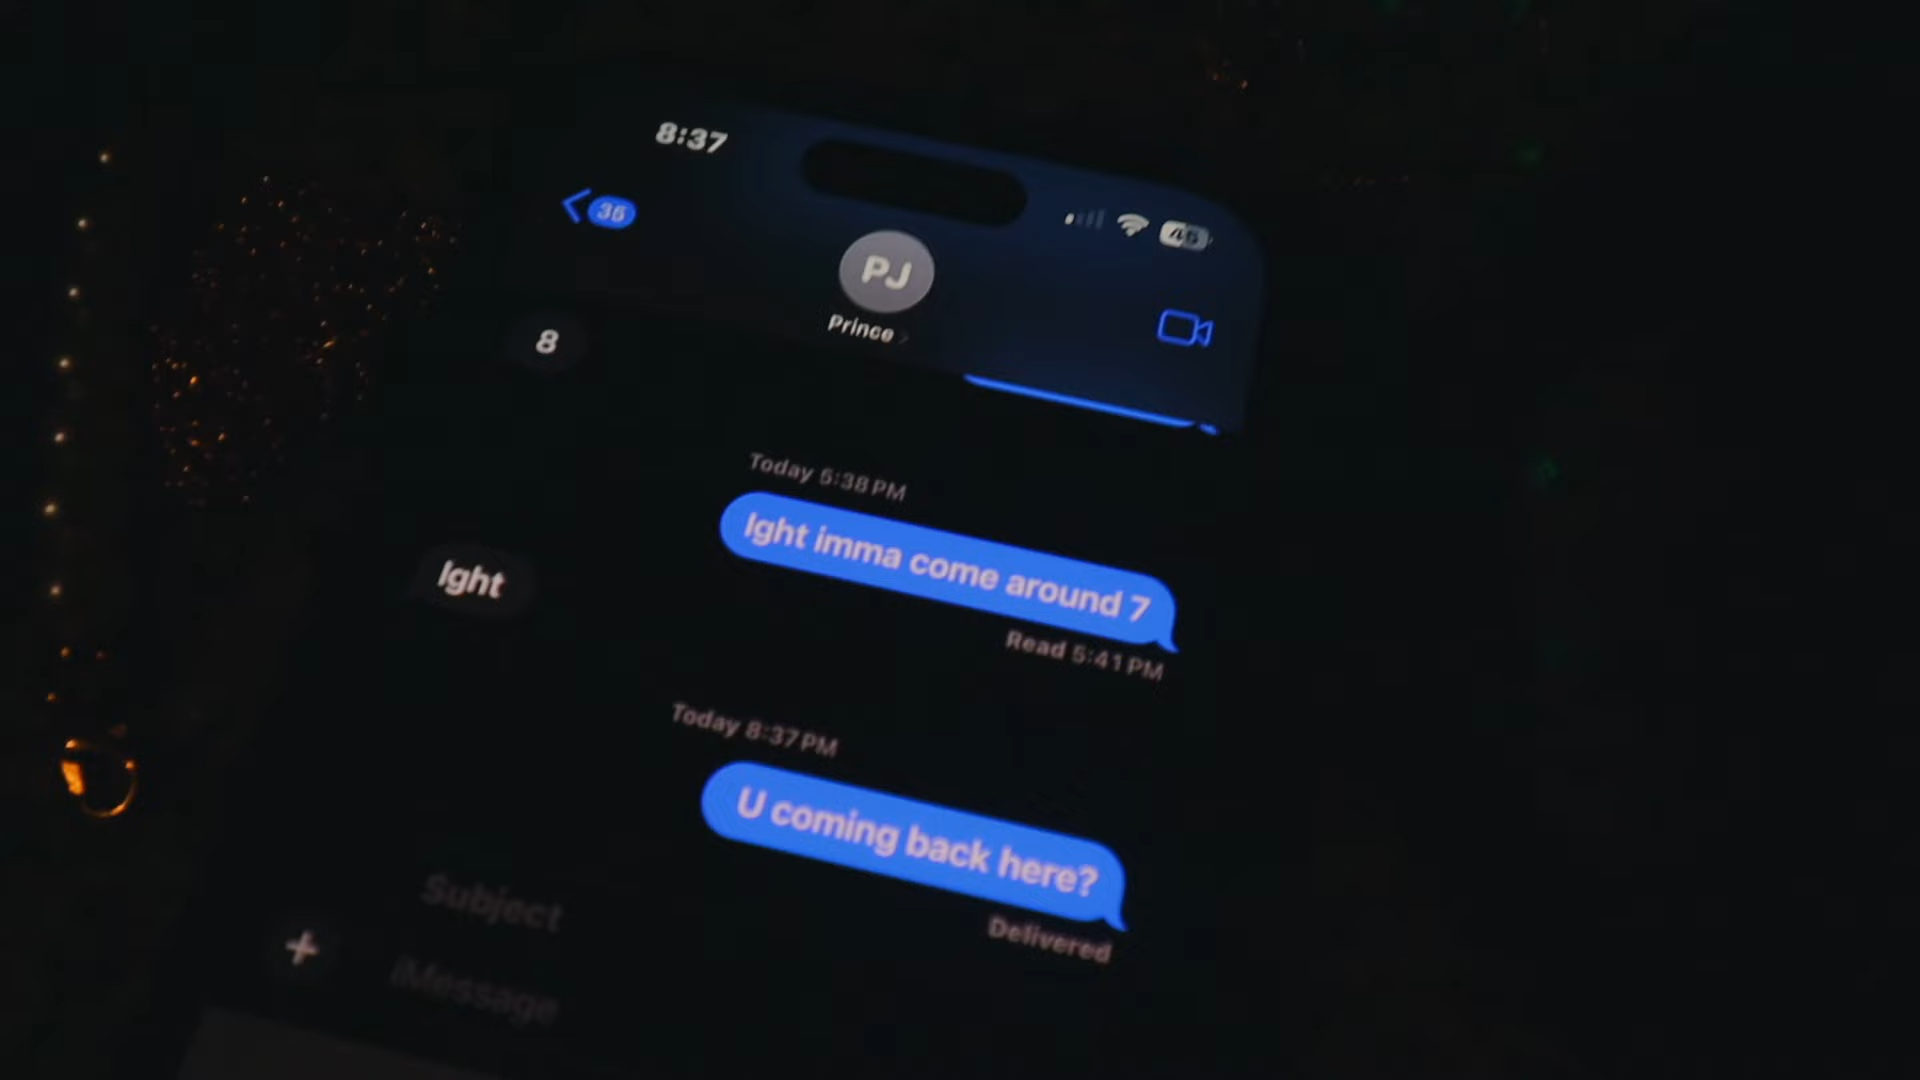 8:37
35
46
PJ
Prince
8
Today 5:38 PM
Ight imma come around 7
Read 5:41 PM
Ight
Today 8:37 PM
U coming back here?
Delivered
Subject
iMessage